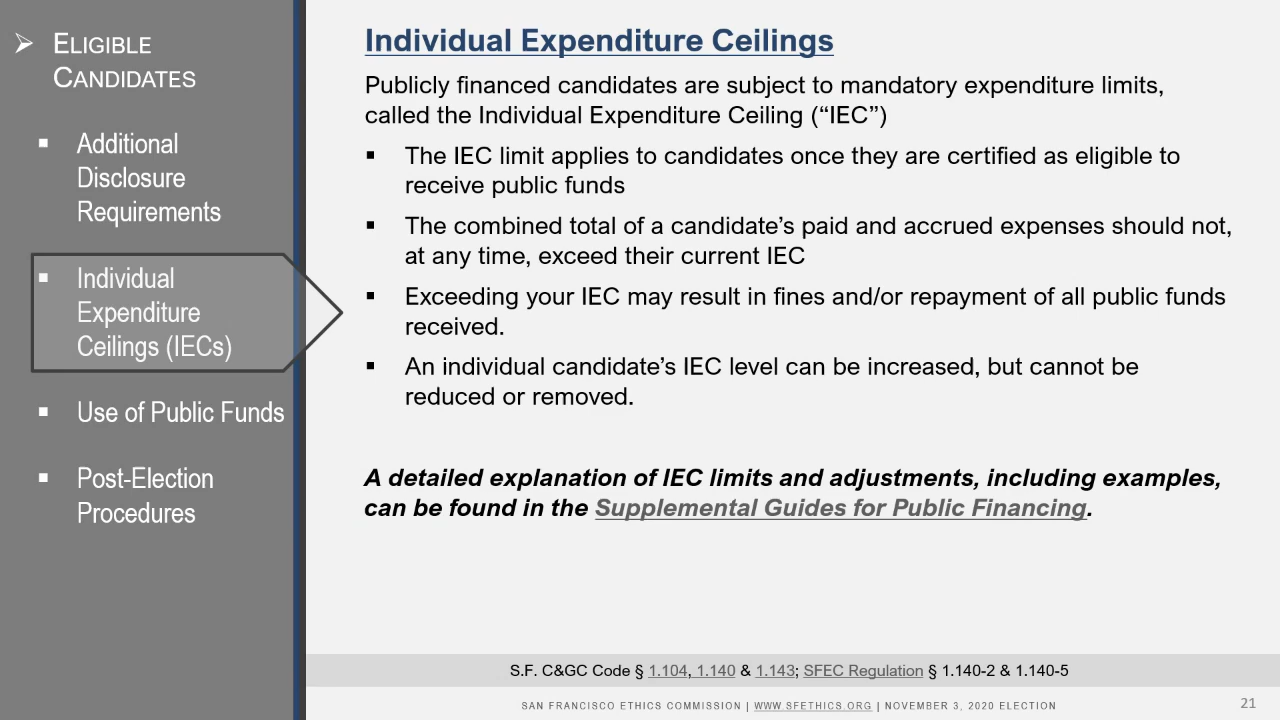 ➢ ELIGIBLE
CANDIDATES
▪ Additional
Disclosure
Requirements
▪ Individual
Expenditure
Ceilings (IECs)
▪ Use of Public Funds
▪ Post-Election
Procedures
Individual Expenditure Ceilings
Publicly financed candidates are subject to mandatory expenditure limits,
called the Individual Expenditure Ceiling (“IEC”)
▪ The IEC limit applies to candidates once they are certified as eligible to
receive public funds
▪ The combined total of a candidate’s paid and accrued expenses should not,
at any time, exceed their current IEC
▪ Exceeding your IEC may result in fines and/or repayment of all public funds
received.
▪ An individual candidate’s IEC level can be increased, but cannot be
reduced or removed.
A detailed explanation of IEC limits and adjustments, including examples,
can be found in the Supplemental Guides for Public Financing.
S.F. C&GC Code § 1.104, 1.140 & 1.143; SFEC Regulation § 1.140-2 & 1.140-5
SAN FRANCISCO ETHICS COMMISSION | WWW.SFETHICS.ORG | NOVEMBER 3, 2020 ELECTION
21